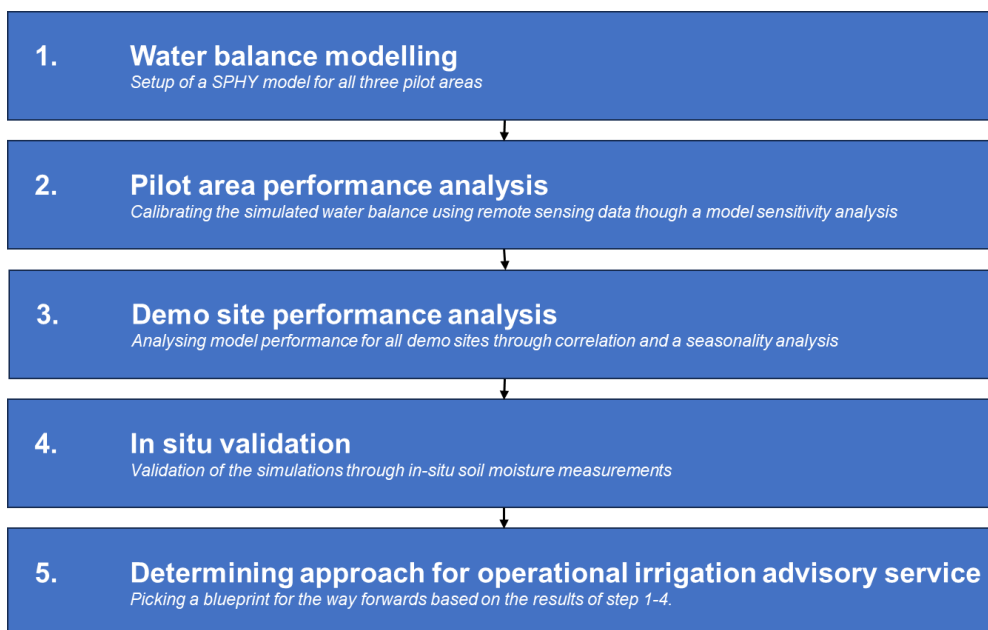 1. Water balance modelling
Setup of a SPHY model for all three pilot areas
2. Pilot area performance analysis
Calibrating the simulated water balance using remote sensing data though a model sensitivity analysis
3. Demo site performance analysis
Analysing model performance for all demo sites through correlation and a seasonality analysis
4. In situ validation
Validation of the simulations through in-situ soil moisture measurements
5. Determining approach for operational irrigation advisory service
Picking a blueprint for the way forwards based on the results of step 1-4.